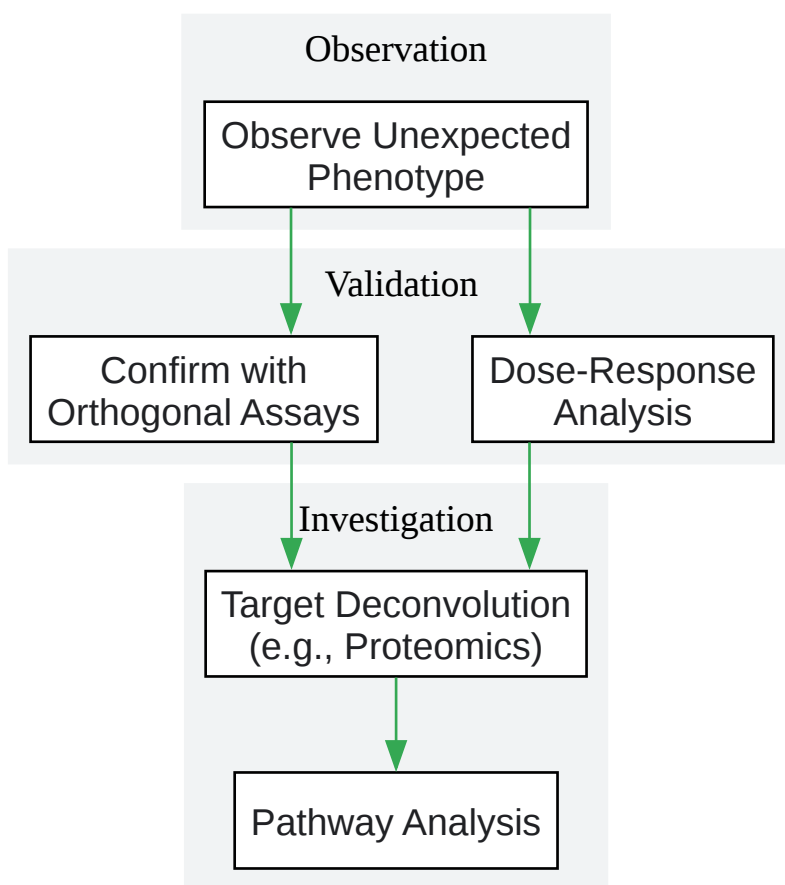 Observation
Observe Unexpected
Phenotype
Validation
Confirm with
Orthogonal Assays
Dose-Response
Analysis
Investigation
Target Deconvolution
(e.g., Proteomics)
Pathway Analysis